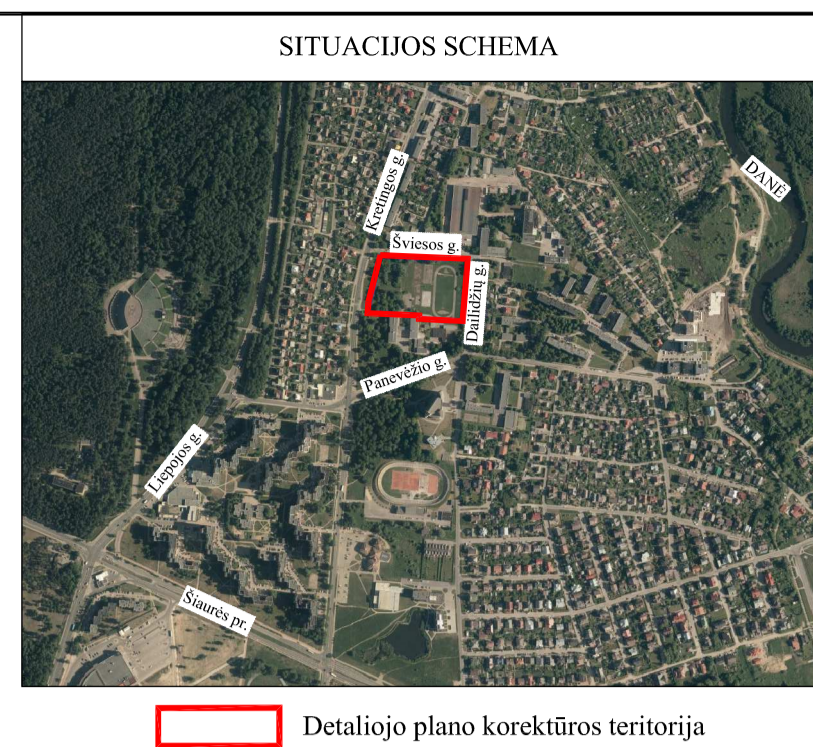 SITUACIJOS SCHEMA
Kretingos g.
DANĖ
Šviesos g.
Dailidžių g.
Panevėžio g.
Liepojos g.
Šiaurės pr.
Detaliojo plano korektūros teritorija